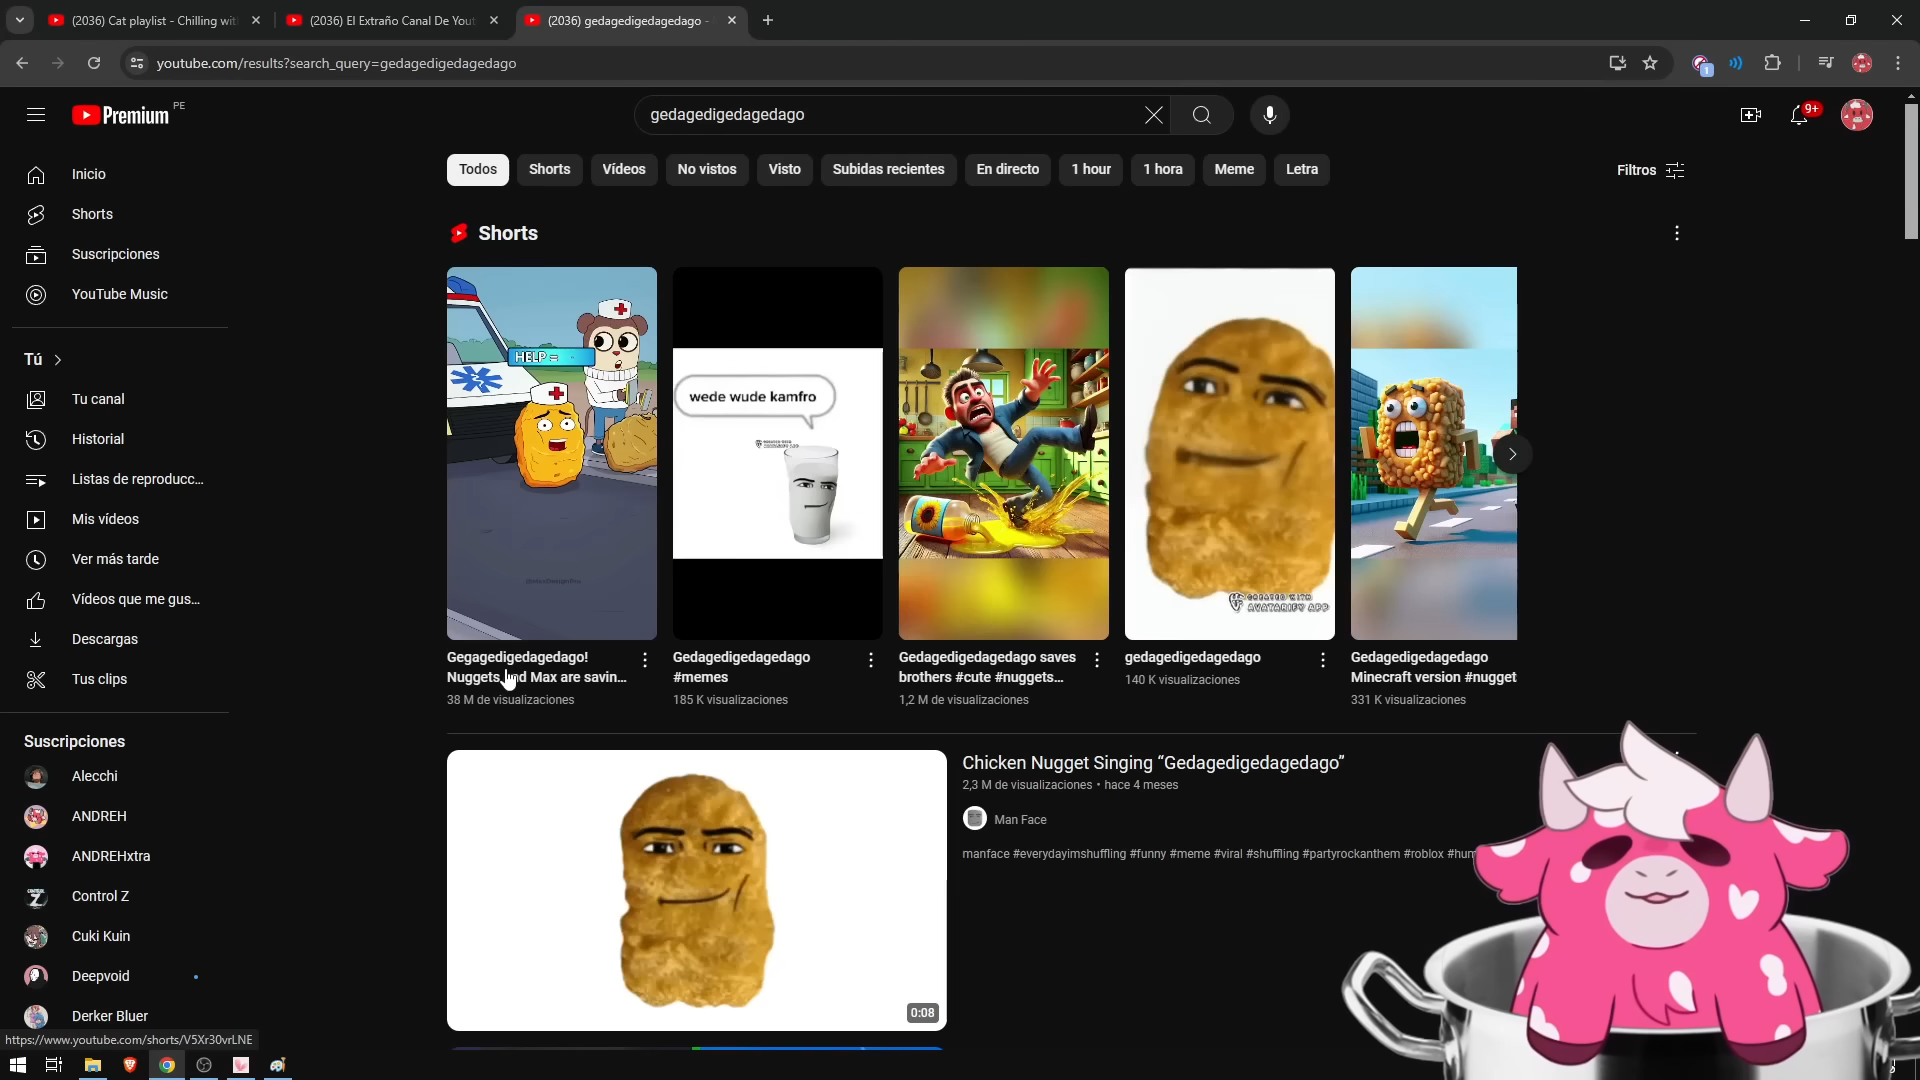 (2036) Cat playlist - Chilling wit
(2036) El Extraño Canal De You
(2036) gedagedigedagedago -
youtube.com/results?search_query=gedagedigedagedago
1
Premium
PE
gedagedigedagedago
9+
Inicio
Shorts
Suscripciones
YouTube Music
Tú
Tu canal
Historial
Listas de reproducc...
Mis vídeos
Ver más tarde
Vídeos que me gus...
Descargas
Tus clips
Suscripciones
Alecchi
ANDREH
ANDREHxtra
Control Z
Cuki Kuin
Deepvoid
Derker Bluer
https://www.youtube.com/shorts/V5Xr30vrLNE
Todos
Shorts
Vídeos
No vistos
Visto
Subidas recientes
En directo
1 hour
1 hora
Meme
Letra
Filtros
Shorts
HELP =
wede wude kamfro
CREATED WITH
AVATARIFY APP
Gegagedigedagedago!
Nuggets and Max are savin...
38 M de visualizaciones
Gedagedigedagedago
#memes
185 K visualizaciones
Gedagedigedagedago saves
brothers #cute #nuggets...
1,2 M de visualizaciones
gedagedigedagedago
140 K visualizaciones
Gedagedigedagedago
Minecraft version #nugget
331 K visualizaciones
0:08
Chicken Nugget Singing “Gedagedigedagedago”
2,3 M de visualizaciones • hace 4 meses
Man Face
manface #everydayimshuffling #funny #meme #viral #shuffling #partyrockanthem #roblox #hum